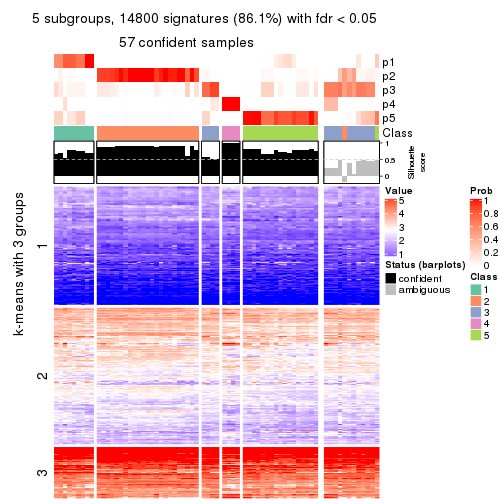 5 subgroups, 14800 signatures (86.1%) with fdr < 0.05
57 confident samples
p1
p2
p3
p4
p5
Class
1
0.5
0
Silhouette
score
k-means with 3 groups
1
2
3
Value
5
4
3
2
1
Status (barplots)
confident
ambiguous
Prob
1
0.8
0.6
0.4
0.2
0
Class
1
2
3
4
5